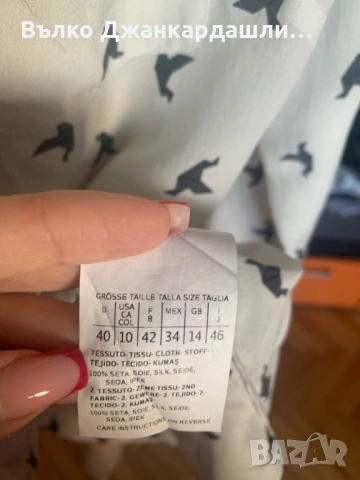 Вълко Джанкардашли...
GRÖSSE TAILLE TALLA SIZE TAGLIA
D USA CA COL F B MEX GB I
40 10 42 34 14 46
TESSUTO-TISSU-CLOTH-STOFF-
TEJIDO-TECIDO-KUMAŞ
100% SETA, SOIE, SILK, SEIDE,
SEDA, IPEK
2. TESSUTO-2EME TISSU-2ND
FABRIC-2. GEWEBE-2. TEJIDO-2.
TECIDO-2. KUMAŞ
100% SETA, SOIE, SILK, SEIDE,
SEDA, IPEK
CARE INSTRUCTIONS ON REVERSE
BAZAR
bg